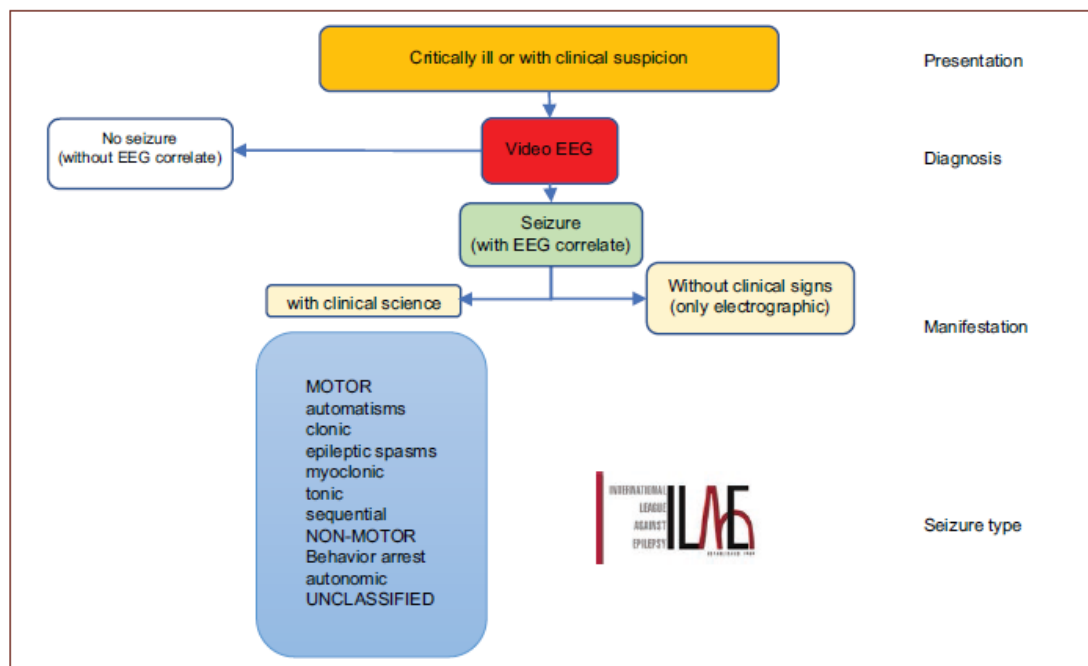 Critically ill or with clinical suspicion
Presentation
No seizure
(without EEG correlate)
Video EEG
Diagnosis
Seizure
(with EEG correlate)
with clinical science
Without clinical signs
(only electrographic)
Manifestation
MOTOR
automatisms
clonic
epileptic spasms
myoclonic
tonic
sequential
NON-MOTOR
Behavior arrest
autonomic
UNCLASSIFIED
INTERNATIONAL
LEAGUE
AGAINST
EPILEPSY
ILAE
Seizure type